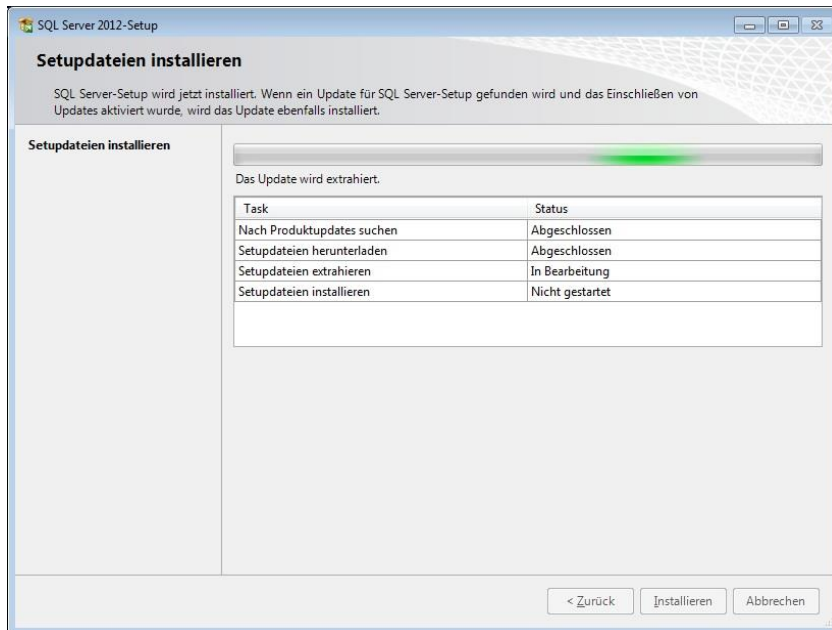 SQL Server 2012-Setup
Setupdateien installieren
SQL Server-Setup wird jetzt installiert. Wenn ein Update für SQL Server-Setup gefunden wird und das Einschließen von
Updates aktiviert wurde, wird das Update ebenfalls installiert.
Setupdateien installieren
Das Update wird extrahiert.
Task Status
Nach Produktupdates suchen Abgeschlossen
Setupdateien herunterladen Abgeschlossen
Setupdateien extrahieren In Bearbeitung
Setupdateien installieren Nicht gestartet
< Zurück Installieren Abbrechen